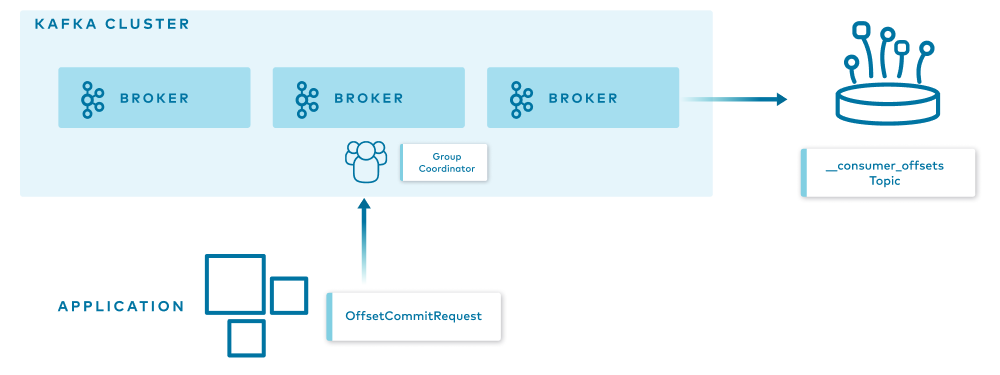 KAFKA CLUSTER
BROKER
BROKER
BROKER
Group
Coordinator
__consumer_offsets
Topic
APPLICATION
OffsetCommitRequest